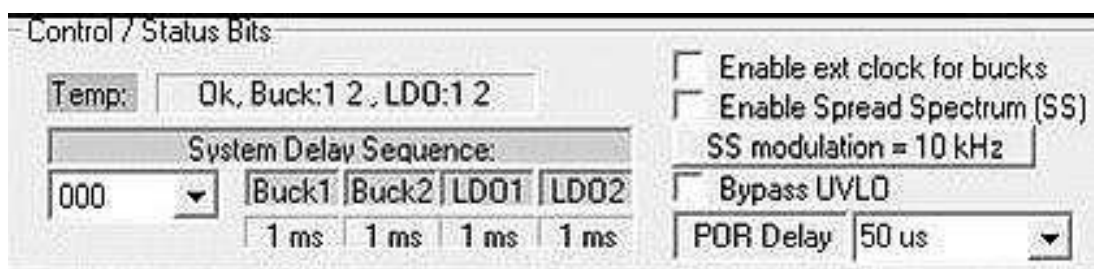 Control / Status Bits
Temp: Ok, Buck:1 2 , LDO:1 2
System Delay Sequence:
000 Buck1 Buck2 LDO1 LDO2
1 ms 1 ms 1 ms 1 ms
Enable ext clock for bucks
Enable Spread Spectrum (SS)
SS modulation = 10 kHz
Bypass UVLO
POR Delay 50 us